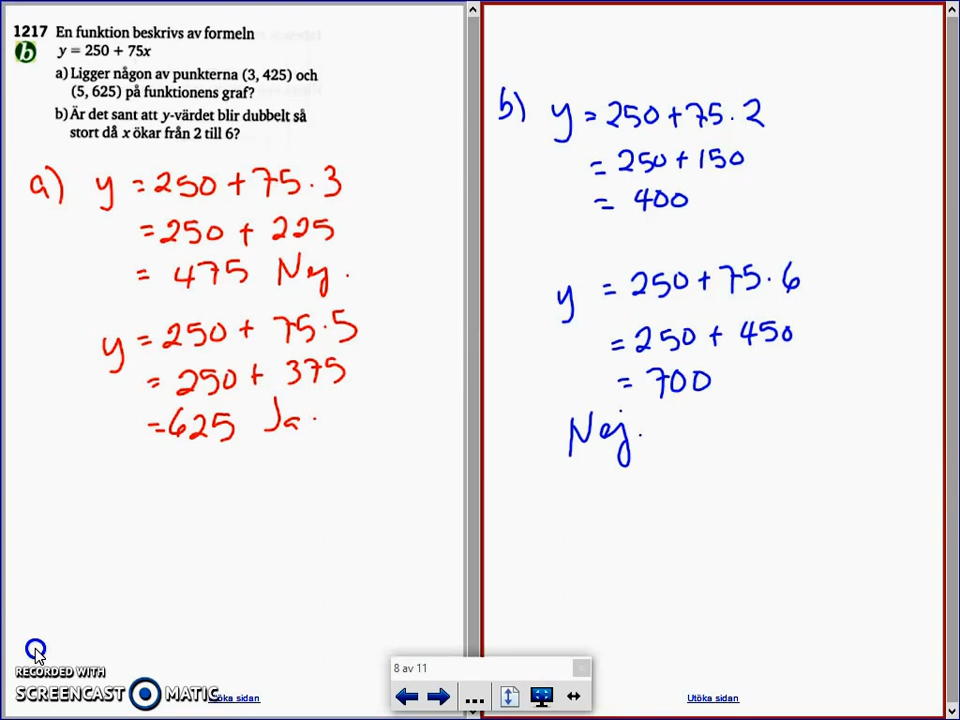 1217 En funktion beskrivs av formeln
b y = 250 + 75x
a) Ligger någon av punkterna (3, 425) och
(5, 625) på funktionens graf?
b) Är det sant att y-värdet blir dubbelt så
stort då x ökar från 2 till 6?
a) y = 250 + 75 · 3
= 250 + 225
= 475 Nej.
y = 250 + 75 · 5
= 250 + 375
= 625 Ja.
b) y = 250 + 75 · 2
= 250 + 150
= 400
y = 250 + 75 · 6
= 250 + 450
= 700
Nej.
RECORDED WITH
SCREENCAST MATIC
Utöka sidan
8 av 11
...
Utöka sidan